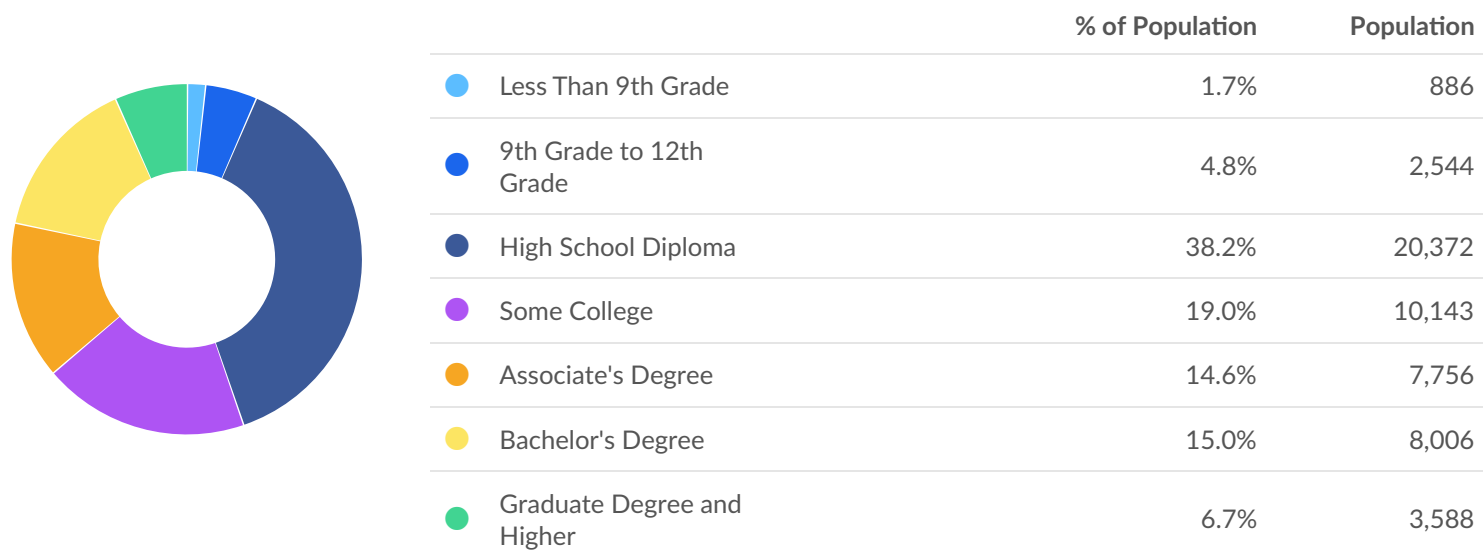 % of Population Population
Less Than 9th Grade 1.7% 886
9th Grade to 12th
Grade 4.8% 2,544
High School Diploma 38.2% 20,372
Some College 19.0% 10,143
Associate's Degree 14.6% 7,756
Bachelor's Degree 15.0% 8,006
Graduate Degree and
Higher 6.7% 3,588